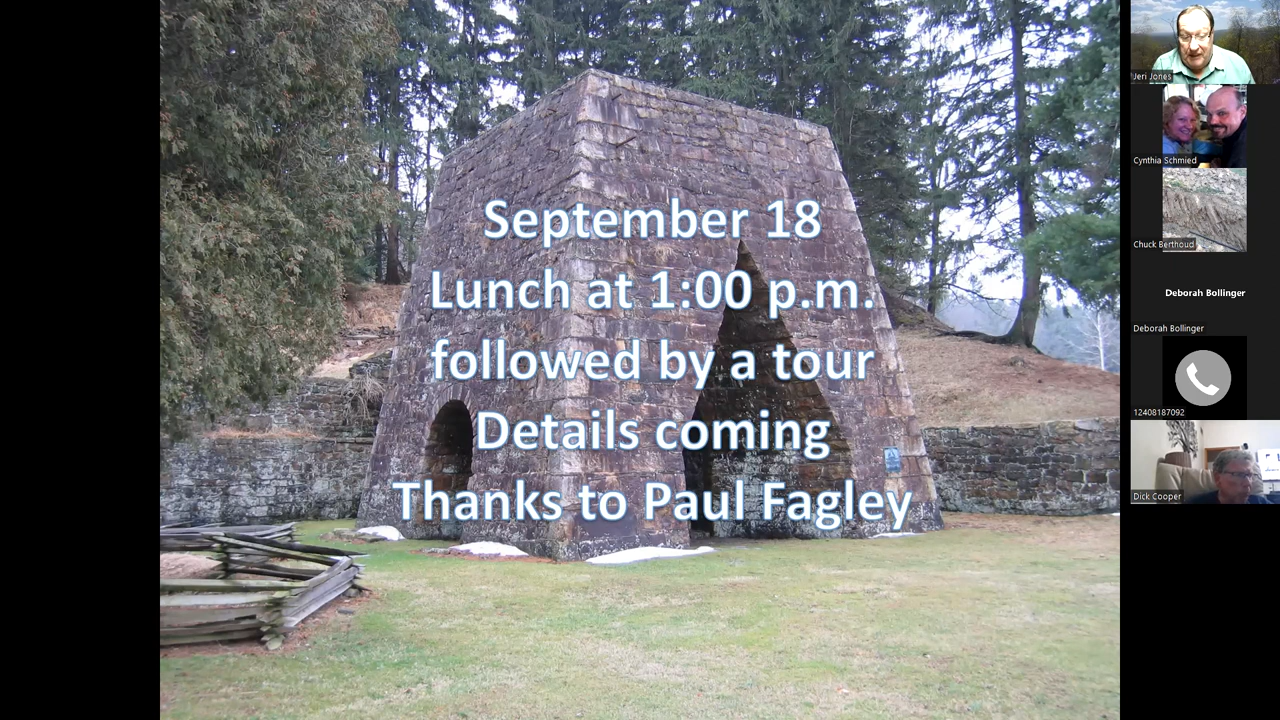 September 18
Lunch at 1:00 p.m.
followed by a tour
Details coming
Thanks to Paul Fagley
Jeri Jones
Cynthia Schmied
Chuck Berthoud
Deborah Bollinger
Deborah Bollinger
12408187092
Dick Cooper